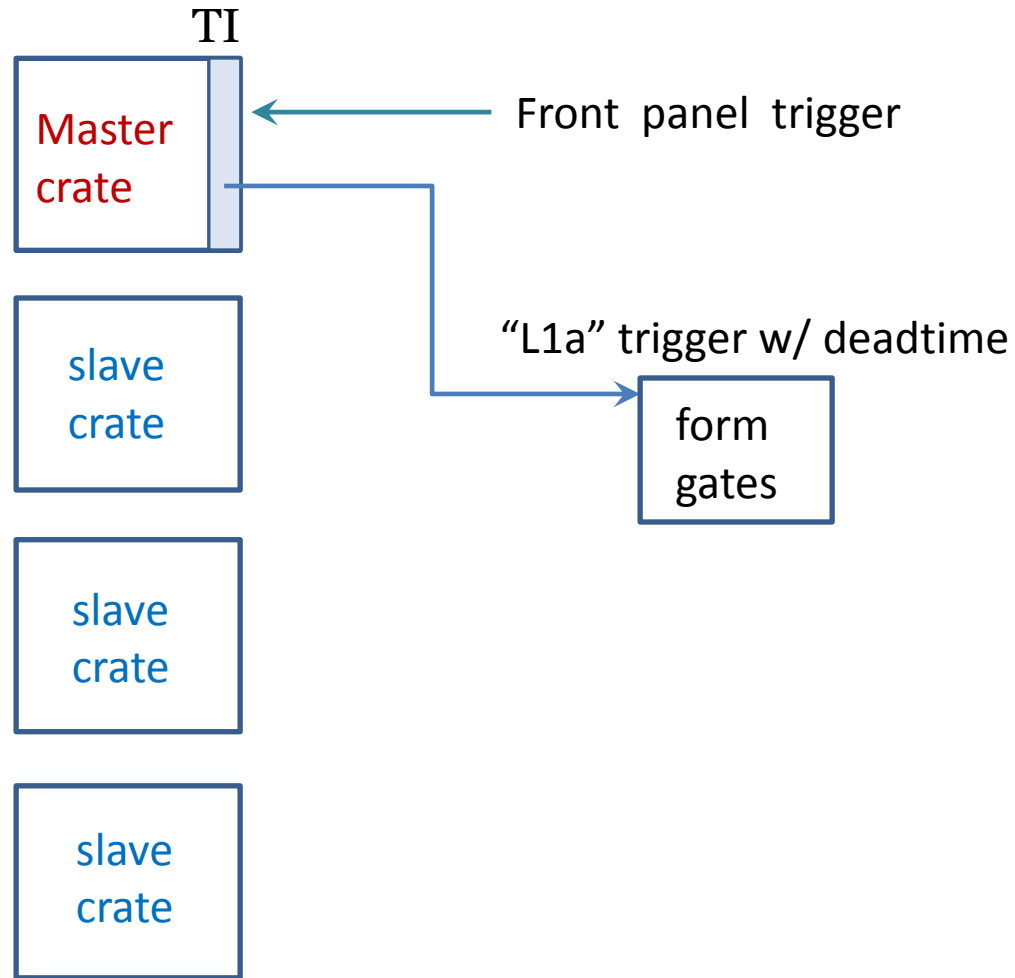 TI
Master
crate
Front panel trigger
slave
crate
“L1a” trigger w/ deadtime
form
gates
slave
crate
slave
crate